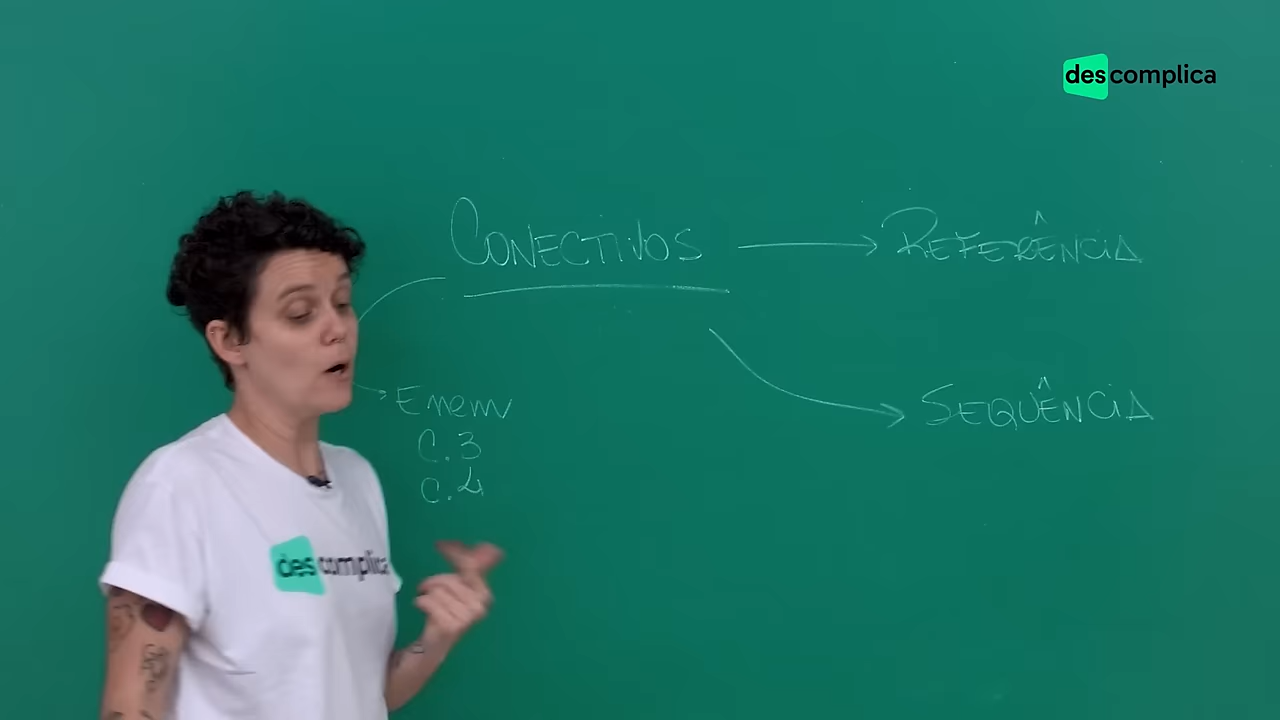 descomplica
CONECTIVOS
REFERÊNCIA
SEQUÊNCIA
Enem
C.3
C.4
descomplica